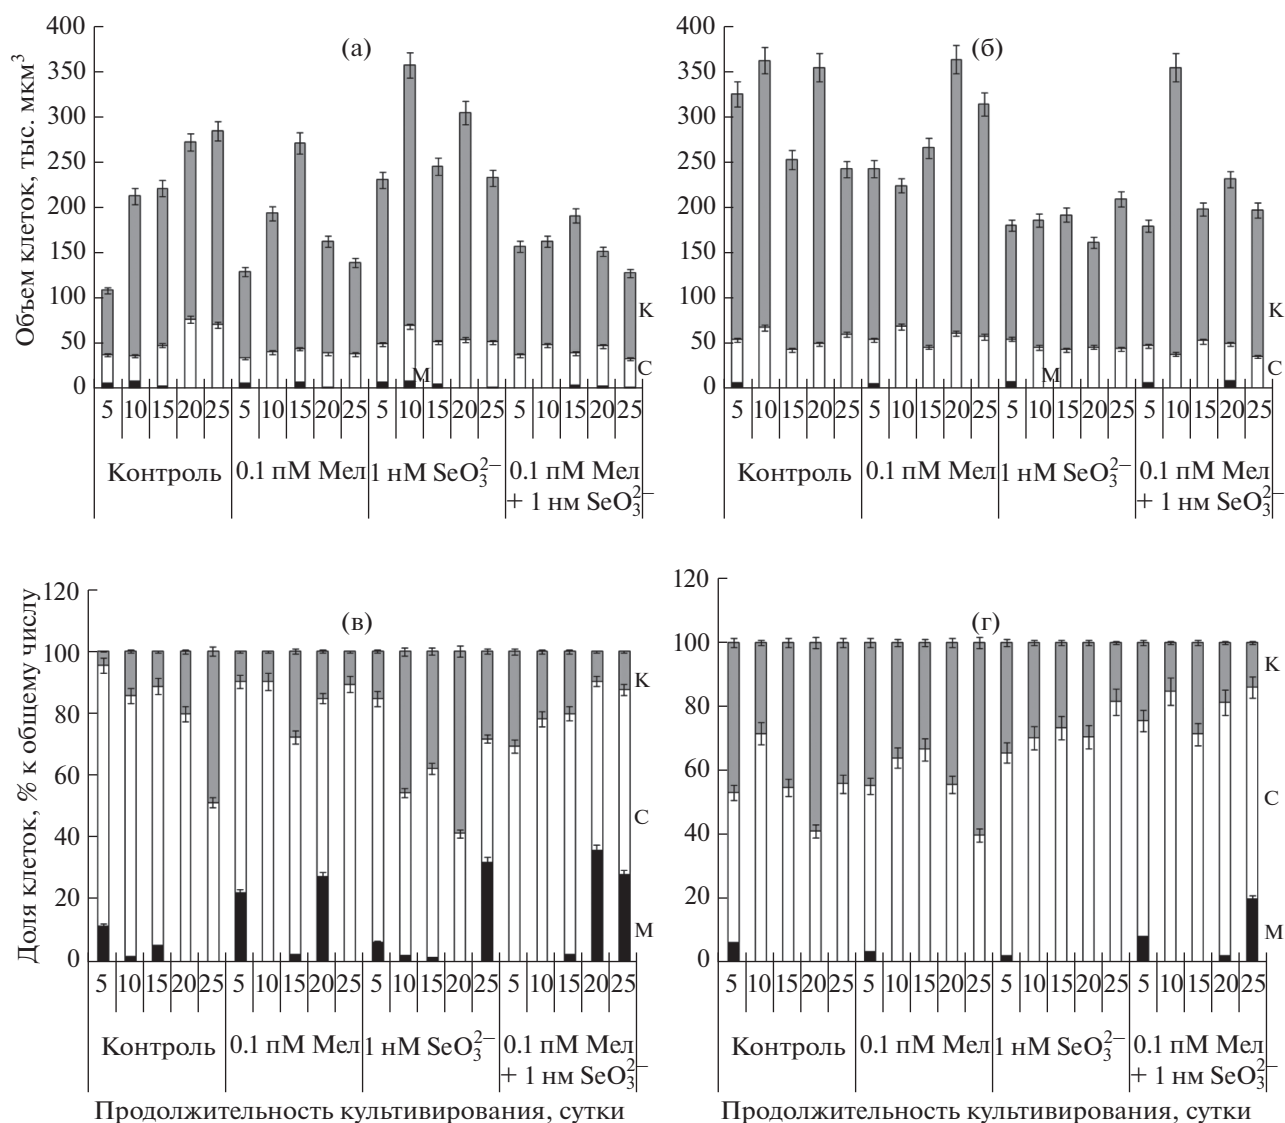 Объем клеток, тыс. мкм³
400
350
300
250
200
150
100
50
0
(а)
К
С
М
5 10 15 20 25 5 10 15 20 25 5 10 15 20 25 5 10 15 20 25
Контроль 0.1 пМ Мел 1 нМ SeO₃²⁻ 0.1 пМ Мел
+ 1 нм SeO₃²⁻
400
350
300
250
200
150
100
50
0
(б)
К
С
М
5 10 15 20 25 5 10 15 20 25 5 10 15 20 25 5 10 15 20 25
Контроль 0.1 пМ Мел 1 нМ SeO₃²⁻ 0.1 пМ Мел
+ 1 нм SeO₃²⁻
Доля клеток, % к общему числу
120
100
80
60
40
20
0
(в)
К
С
М
5 10 15 20 25 5 10 15 20 25 5 10 15 20 25 5 10 15 20 25
Контроль 0.1 пМ Мел 1 нМ SeO₃²⁻ 0.1 пМ Мел
+ 1 нм SeO₃²⁻
Продолжительность культивирования, сутки
120
100
80
60
40
20
0
(г)
К
С
М
5 10 15 20 25 5 10 15 20 25 5 10 15 20 25 5 10 15 20 25
Контроль 0.1 пМ Мел 1 нМ SeO₃²⁻ 0.1 пМ Мел
+ 1 нм SeO₃²⁻
Продолжительность культивирования, сутки